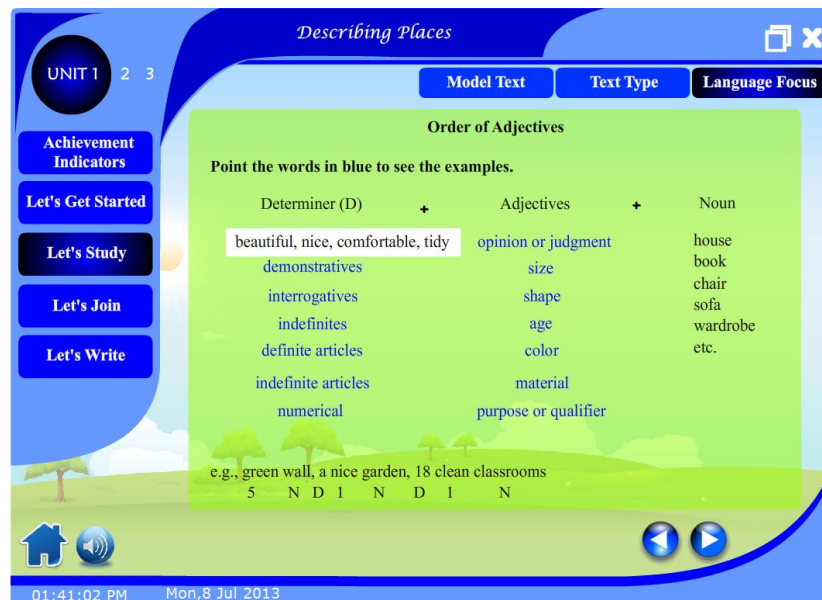 Describing Places
UNIT 1 2 3
Model Text
Text Type
Language Focus
Achievement
Indicators
Let's Get Started
Let's Study
Let's Join
Let's Write
Order of Adjectives
Point the words in blue to see the examples.
Determiner (D) + Adjectives + Noun
beautiful, nice, comfortable, tidy
demonstratives
interrogatives
indefinites
definite articles
indefinite articles
numerical
opinion or judgment
size
shape
age
color
material
purpose or qualifier
house
book
chair
sofa
wardrobe
etc.
e.g., green wall, a nice garden, 18 clean classrooms
5 N D 1 N D 1 N
01:41:02 PM Mon,8 Jul 2013